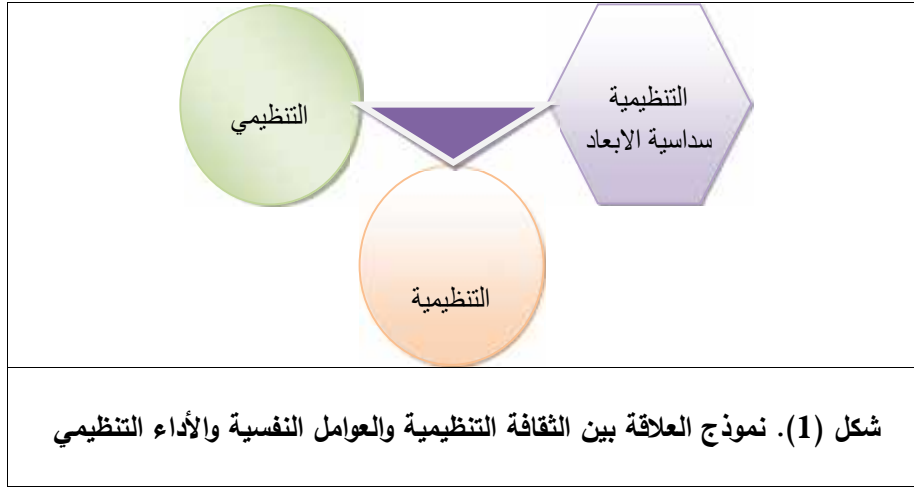 التنظيمية
سداسية الابعاد
التنظيمي
التنظيمية
شكل (1). نموذج العلاقة بين الثقافة التنظيمية والعوامل النفسية والأداء التنظيمي